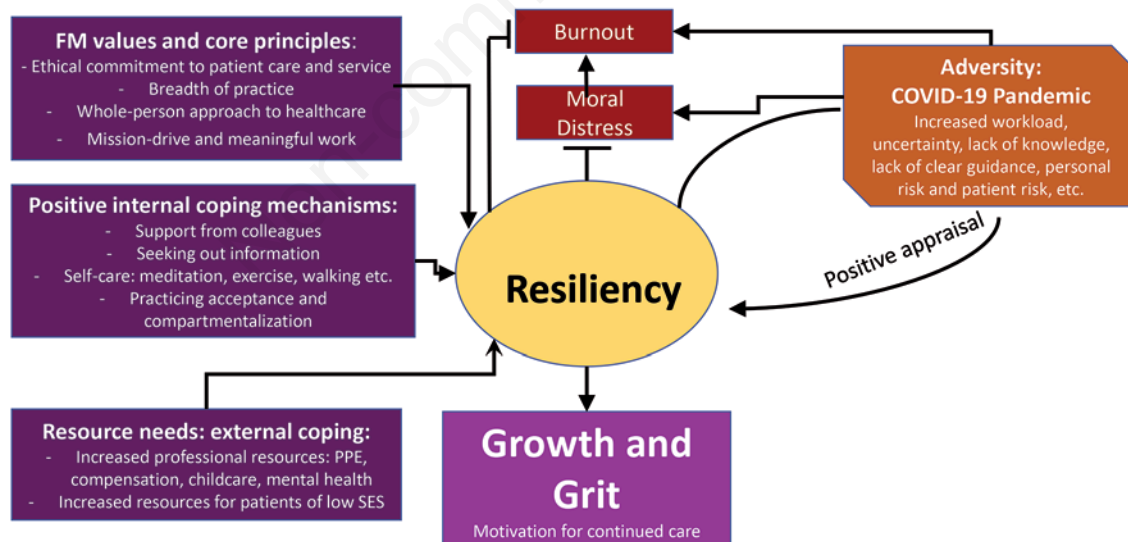 FM values and core principles:
- Ethical commitment to patient care and service
- Breadth of practice
- Whole-person approach to healthcare
- Mission-drive and meaningful work
Positive internal coping mechanisms:
- Support from colleagues
- Seeking out information
- Self-care: meditation, exercise, walking etc.
- Practicing acceptance and
compartmentalization
Resource needs: external coping:
- Increased professional resources: PPE,
compensation, childcare, mental health
- Increased resources for patients of low SES
Burnout
Moral
Distress
Resiliency
Growth and
Grit
Motivation for continued care
Adversity:
COVID-19 Pandemic
Increased workload,
uncertainty, lack of knowledge,
lack of clear guidance, personal
risk and patient risk, etc.
Positive appraisal